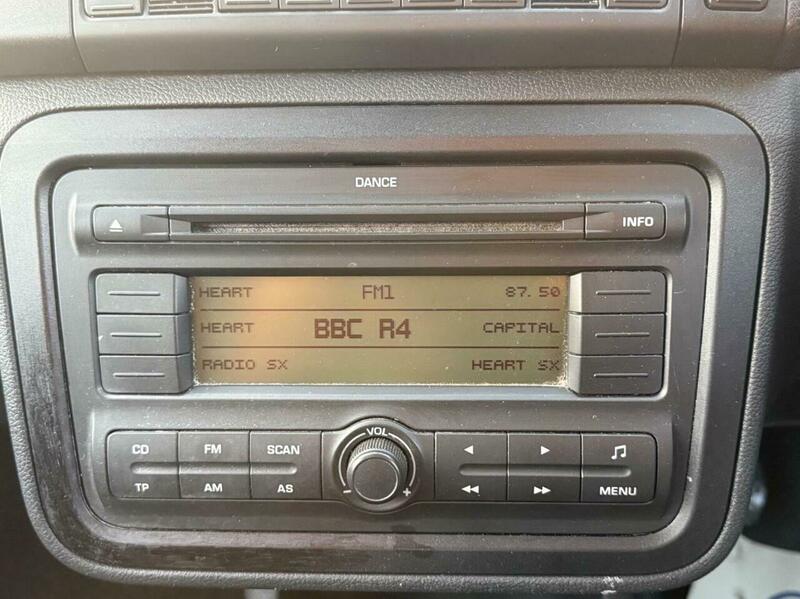 DANCE
INFO
HEART FM1 87.50
HEART BBC R4 CAPITAL
RADIO SX HEART SX
CD FM SCAN VOL
TP AM AS - + MENU